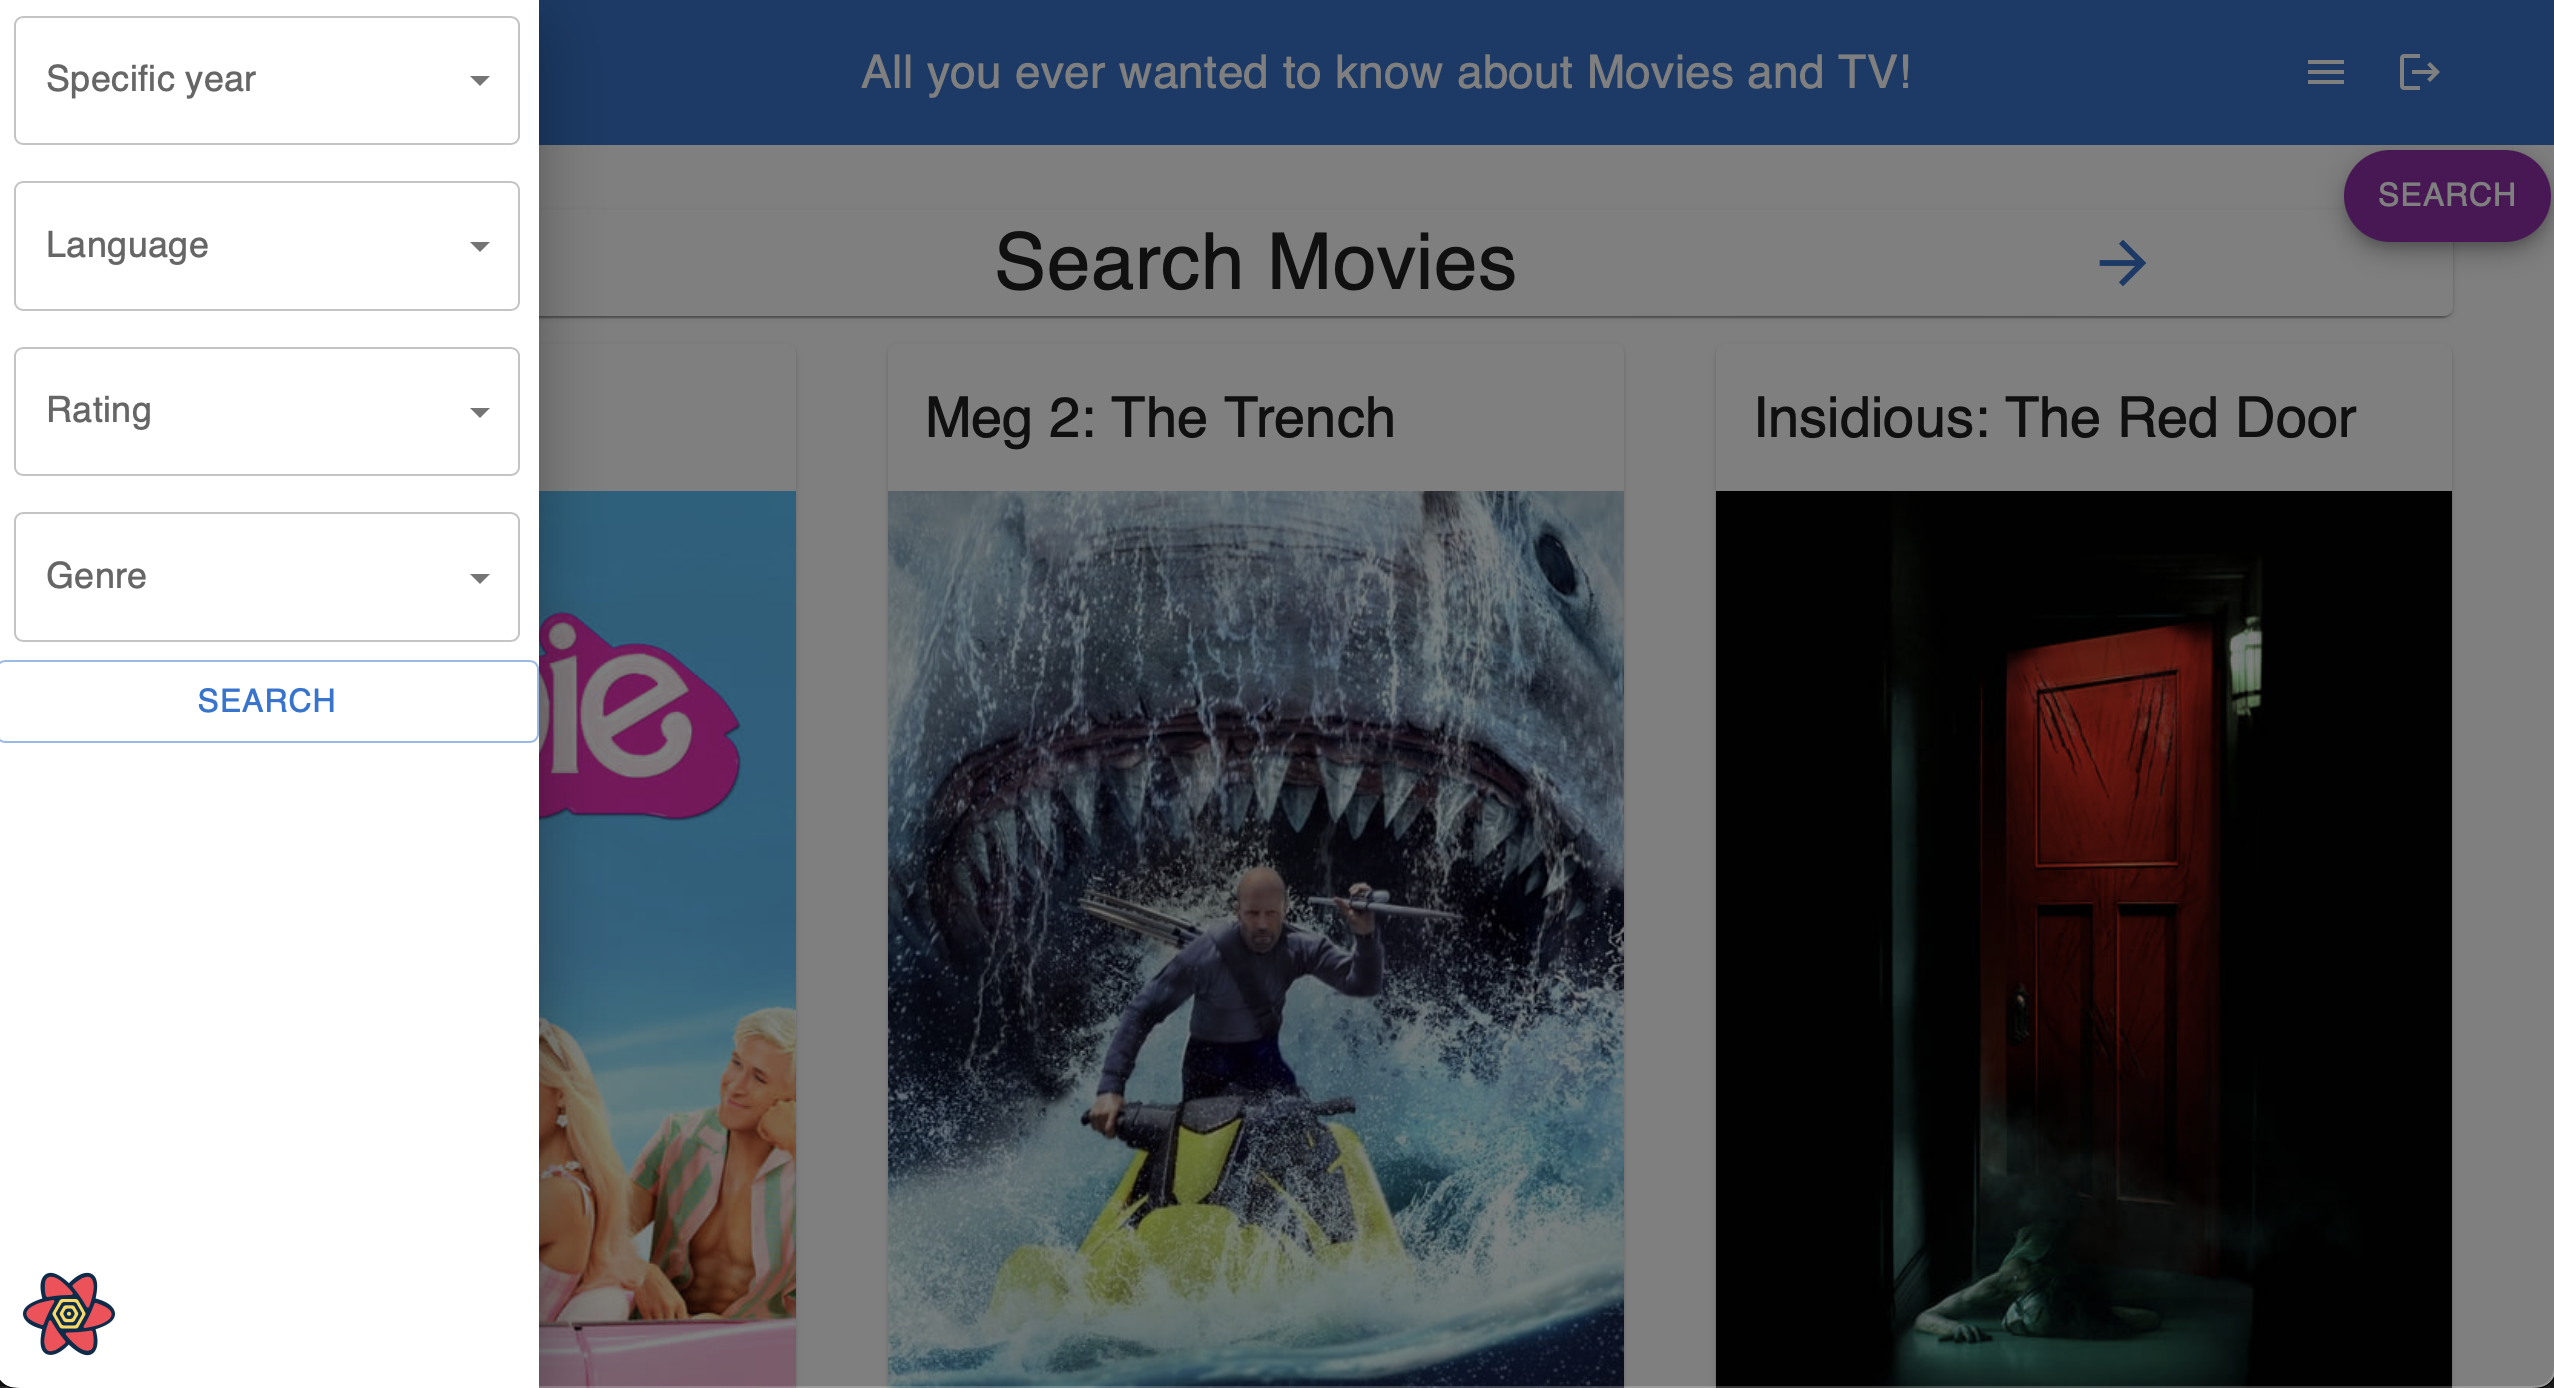 Specific year
Language
Rating
Genre
SEARCH
All you ever wanted to know about Movies and TV!
SEARCH
Search Movies
Meg 2: The Trench
Insidious: The Red Door
ie